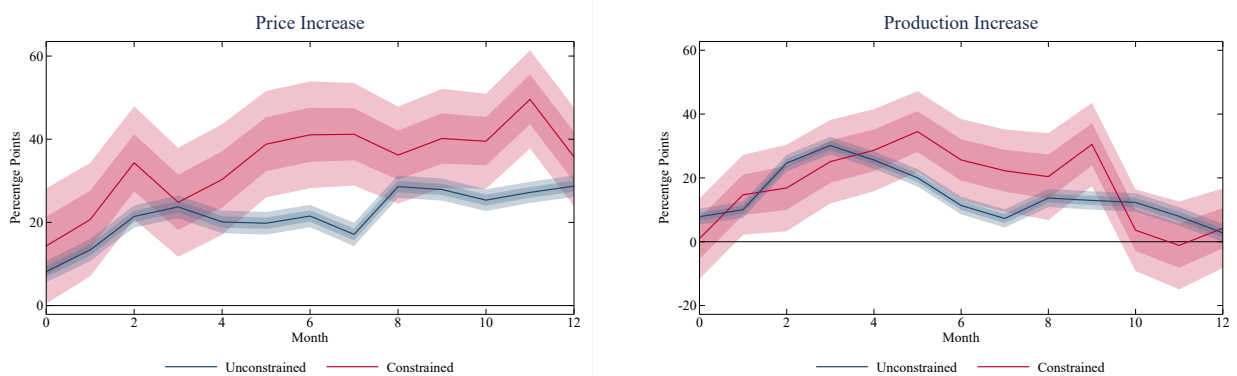 Price Increase
Percentge Points
60
40
20
0
0 2 4 6 8 10 12
Month
Unconstrained Constrained
Production Increase
Percentage Points
60
40
20
0
-20
0 2 4 6 8 10 12
Month
Unconstrained Constrained